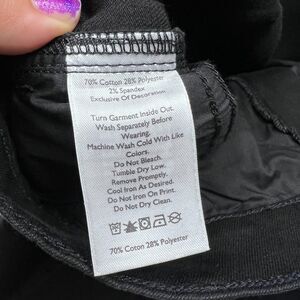 70% Cotton 28% Polyester
2% Spandex
Exclusive Of Decoration
Turn Garment Inside Out.
Wash Separately Before
Wearing.
Machine Wash Cold With Like
Colors.
Do Not Bleach.
Tumble Dry Low.
Remove Promptly.
Cool Iron As Desired.
Do Not Iron On Print.
Do Not Dry Clean.
70% Coton 28% Polyester